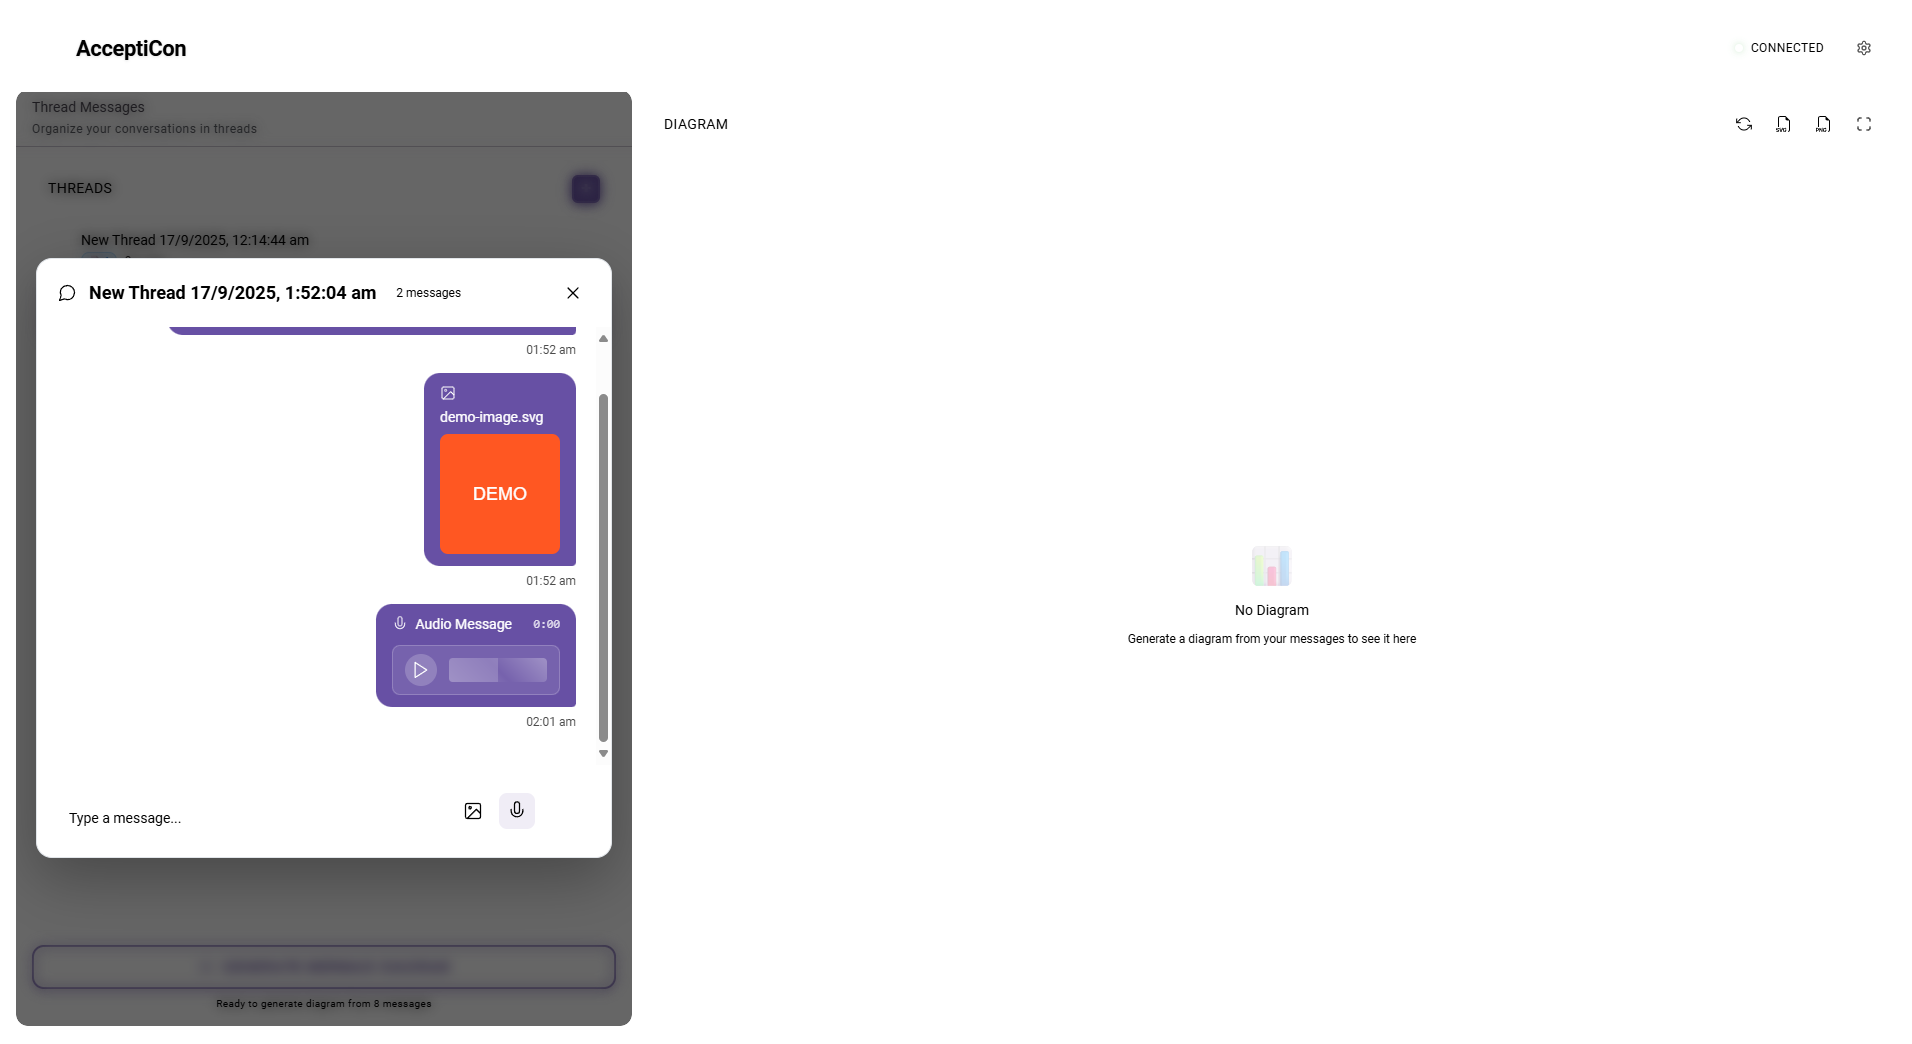 AcceptiCon
CONNECTED
Thread Messages
Organize your conversations in threads
THREADS
New Thread 17/9/2025, 12:14:44 am
New Thread 17/9/2025, 1:52:04 am
2 messages
01:52 am
demo-image.svg
DEMO
01:52 am
Audio Message
0:00
02:01 am
Type a message...
Ready to generate diagram from 8 messages
DIAGRAM
SVG
PNG
No Diagram
Generate a diagram from your messages to see it here